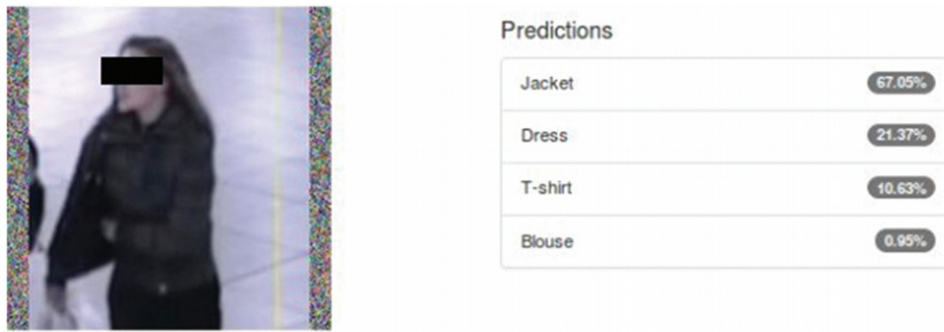 Predictions
Jacket 67.05%
Dress 21.37%
T-shirt 10.63%
Blouse 0.95%